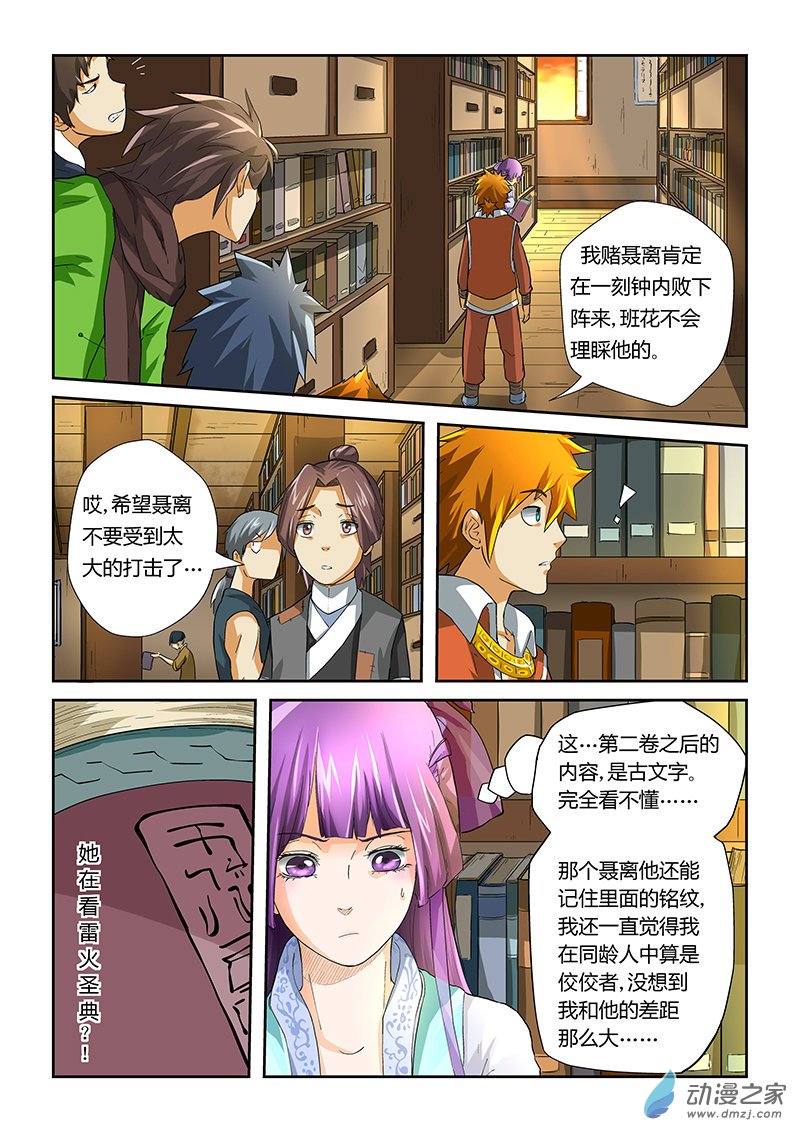 我赌聂离肯定
在一刻钟内败下
阵来,班花不会
理睬他的。
哎,希望聂离
不要受到太
大的打击了…
她在看雷火圣典?!
这…第二卷之后的
内容,是古文字。
完全看不懂……
那个聂离他还能
记住里面的铭纹,
我还一直觉得我
在同龄人中算是
佼佼者,没想到
我和他的差距
那么大……
动漫之家
www.dmzj.com